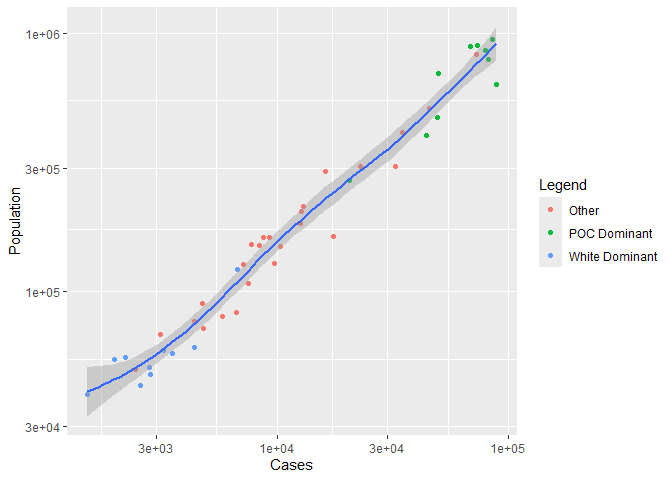 1e+06
3e+05
1e+05
3e+04
Population
3e+03
1e+04
3e+04
1e+05
Cases
Legend
Other
POC Dominant
White Dominant